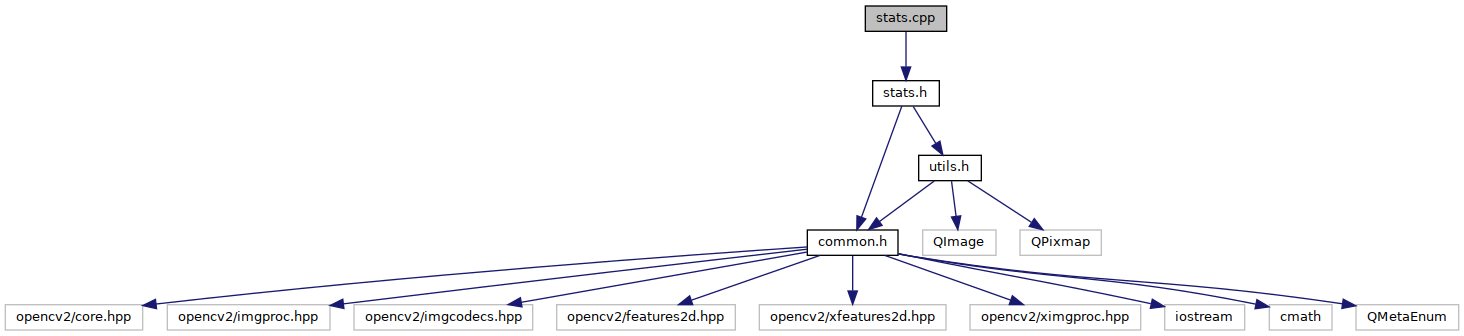 stats.cpp
stats.h
utils.h
common.h
QImage
QPixmap
opencv2/core.hpp
opencv2/imgproc.hpp
opencv2/imgcodecs.hpp
opencv2/features2d.hpp
opencv2/xfeatures2d.hpp
opencv2/ximgproc.hpp
iostream
cmath
QMetaEnum